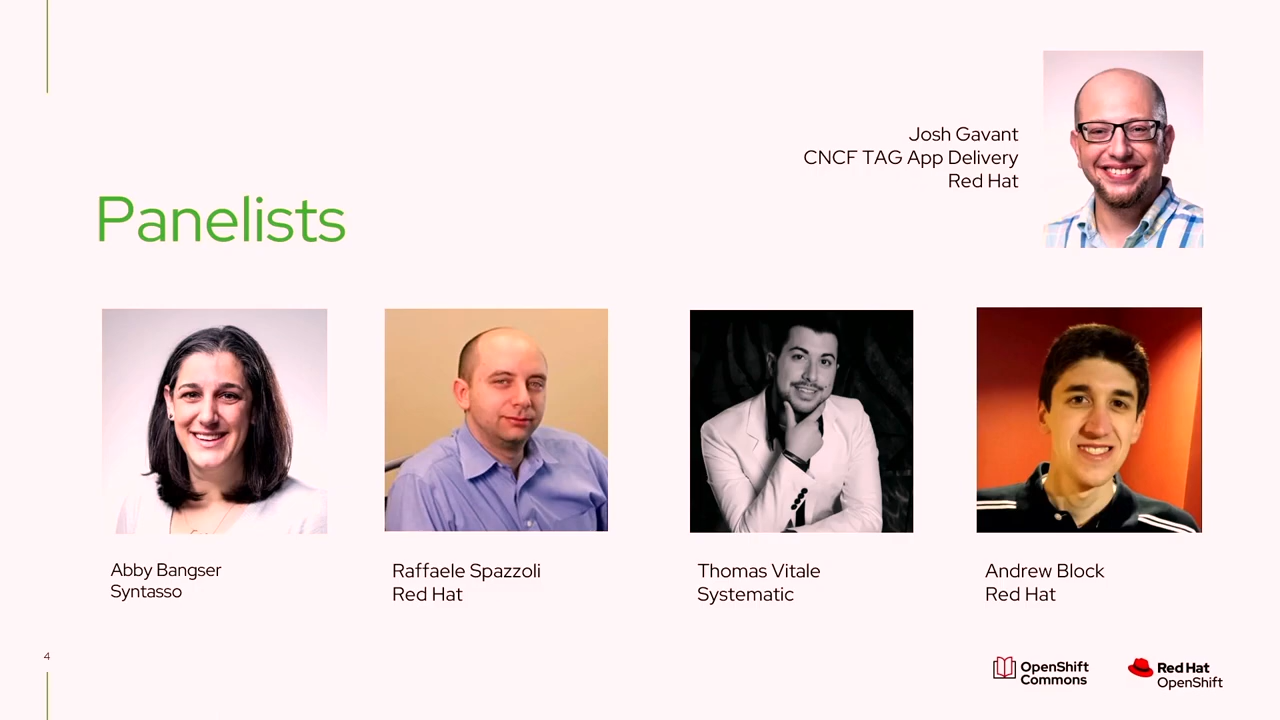 Josh Gavant
CNCF TAG App Delivery
Red Hat
Panelists
Abby Bangser
Syntasso
Raffaele Spazzoli
Red Hat
Thomas Vitale
Systematic
Andrew Block
Red Hat
4
OpenShift
Commons
Red Hat
OpenShift